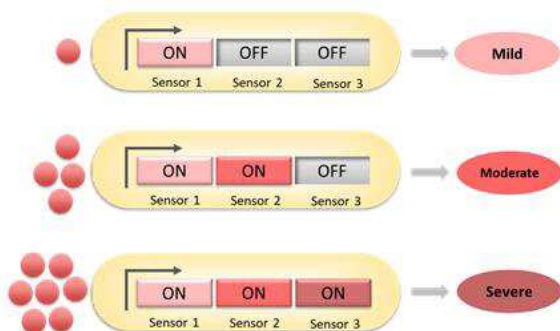 ON OFF OFF
Sensor 1 Sensor 2 Sensor 3
Mild
ON ON OFF
Sensor 1 Sensor 2 Sensor 3
Moderate
ON ON ON
Sensor 1 Sensor 2 Sensor 3
Severe